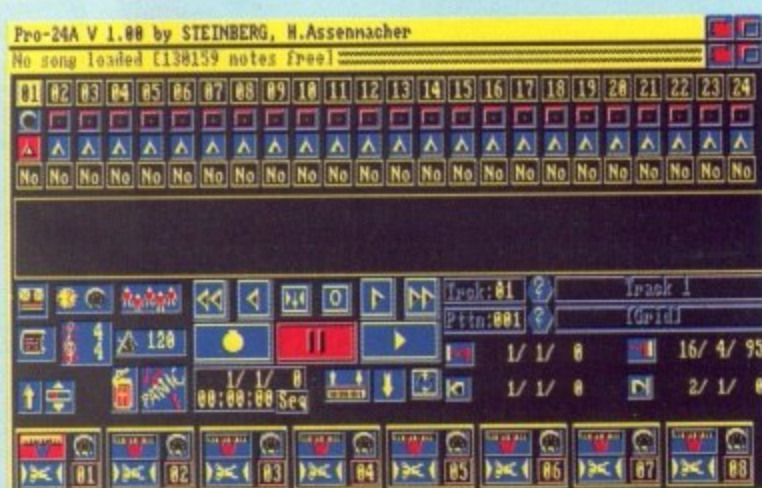 Pro-24A V 1.00 by STEINBERG, H.Assenmacher
No song loaded [130159 notes free]
01 02 03 04 05 06 07 08 09 10 11 12 13 14 15 16 17 18 19 20 21 22 23 24
No No No No No No No No No No No No No No No No No No No No No No No No
0 Trck:01 ? Track 1
Pttn:001 ? [Grid]
4 4 120
1/ 1/ 0 16/ 4/ 95
PANIC 1/ 1/ 0
00:00:00 Seq
1/ 1/ 0 2/ 1/ 0
01 02 03 04 05 06 07 08